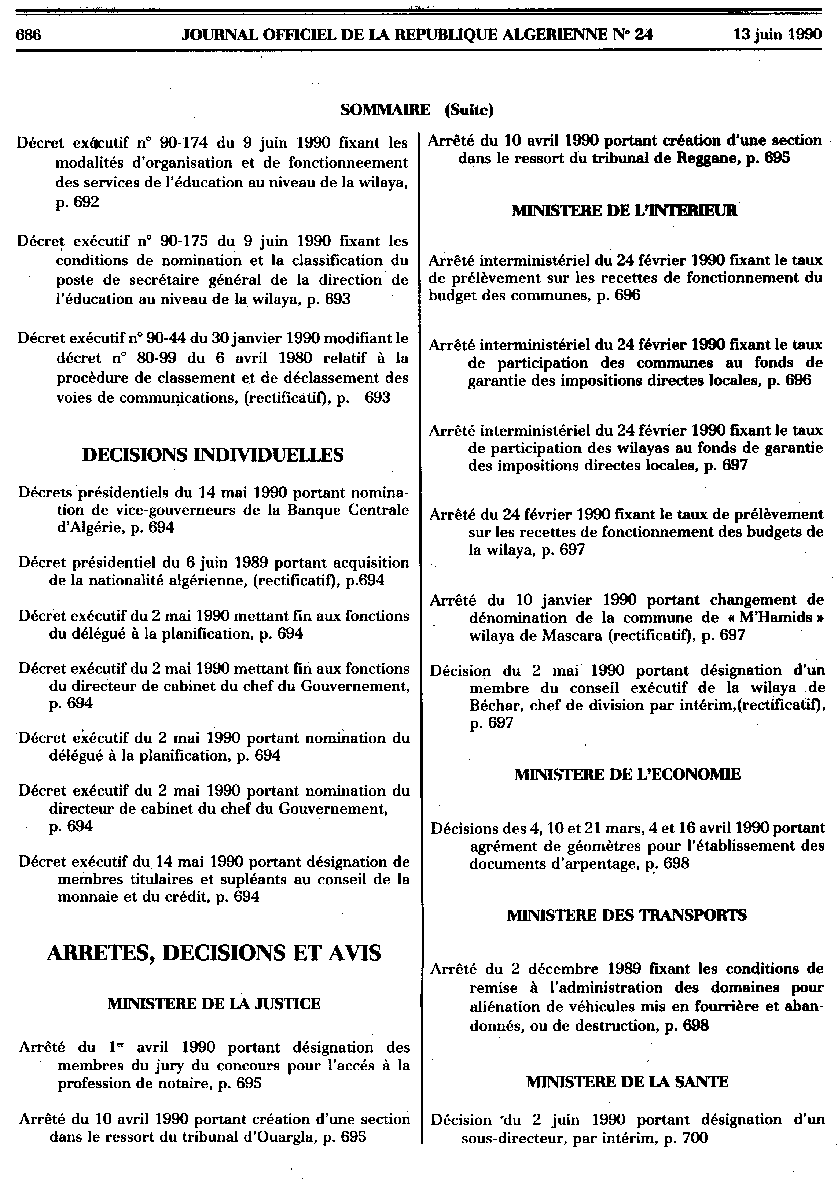 686 JOURNAL OFFICIEL DE LA REPUBLIQUE ALGERIENNE N° 24 13 juin 1990
SOMMAIRE (Suite)
Décret exécutif n° 90-174 du 9 juin 1990 fixant les
modalités d'organisation et de fonctionneement
des services de l'éducation au niveau de la wilaya,
p. 692
Décret exécutif n° 90-175 du 9 juin 1990 fixant les
conditions de nomination et la classification du
poste de secrétaire général de la direction de
l'éducation au niveau de la wilaya, p. 693
Décret exécutif n° 90-44 du 30 janvier 1990 modifiant le
décret n° 80-99 du 6 avril 1980 relatif à la
procèdure de classement et de déclassement des
voies de communications, (rectificatif), p. 693
DECISIONS INDIVIDUELLES
Décrets présidentiels du 14 mai 1990 portant nomina-
tion de vice-gouverneurs de la Banque Centrale
d'Algérie, p. 694
Décret présidentiel du 6 juin 1989 portant acquisition
de la nationalité algérienne, (rectificatif), p.694
Décret exécutif du 2 mai 1990 mettant fin aux fonctions
du délégué à la planification, p. 694
Décret exécutif du 2 mai 1990 mettant fin aux fonctions
du directeur de cabinet du chef du Gouvernement,
p. 694
Décret exécutif du 2 mai 1990 portant nomination du
délégué à la planification, p. 694
Décret exécutif du 2 mai 1990 portant nomination du
directeur de cabinet du chef du Gouvernement,
p. 694
Décret exécutif du 14 mai 1990 portant désignation de
membres titulaires et supléants au conseil de la
monnaie et du crédit, p. 694
ARRETES, DECISIONS ET AVIS
MINISTERE DE LA JUSTICE
Arrêté du 1er avril 1990 portant désignation des
membres du jury du concours pour l'accés à la
profession de notaire, p. 695
Arrêté du 10 avril 1990 portant création d'une section
dans le ressort du tribunal d'Ouargla, p. 695
Arrêté du 10 avril 1990 portant création d'une section
dans le ressort du tribunal de Reggane, p. 695
MINISTERE DE L'INTERIEUR
Arrêté interministériel du 24 février 1990 fixant le taux
de prélèvement sur les recettes de fonctionnement du
budget des communes, p. 696
Arrêté interministériel du 24 février 1990 fixant le taux
de participation des communes au fonds de
garantie des impositions directes locales, p. 696
Arrêté interministériel du 24 février 1990 fixant le taux
de participation des wilayas au fonds de garantie
des impositions directes locales, p. 697
Arrêté du 24 février 1990 fixant le taux de prélèvement
sur les recettes de fonctionnement des budgets de
la wilaya, p. 697
Arrêté du 10 janvier 1990 portant changement de
dénomination de la commune de « M'Hamids »
wilaya de Mascara (rectificatif), p. 697
Décision du 2 mai 1990 portant désignation d'un
membre du conseil exécutif de la wilaya de
Béchar, chef de division par intérim,(rectificatif),
p. 697
MINISTERE DE L'ECONOMIE
Décisions des 4, 10 et 21 mars, 4 et 16 avril 1990 portant
agrément de géomètres pour l'établissement des
documents d'arpentage, p. 698
MINISTERE DES TRANSPORTS
Arrêté du 2 décembre 1989 fixant les conditions de
remise à l'administration des domaines pour
aliénation de véhicules mis en fourrière et aban-
donnés, ou de destruction, p. 698
MINISTERE DE LA SANTE
Décision du 2 juin 1990 portant désignation d'un
sous-directeur, par intérim, p. 700